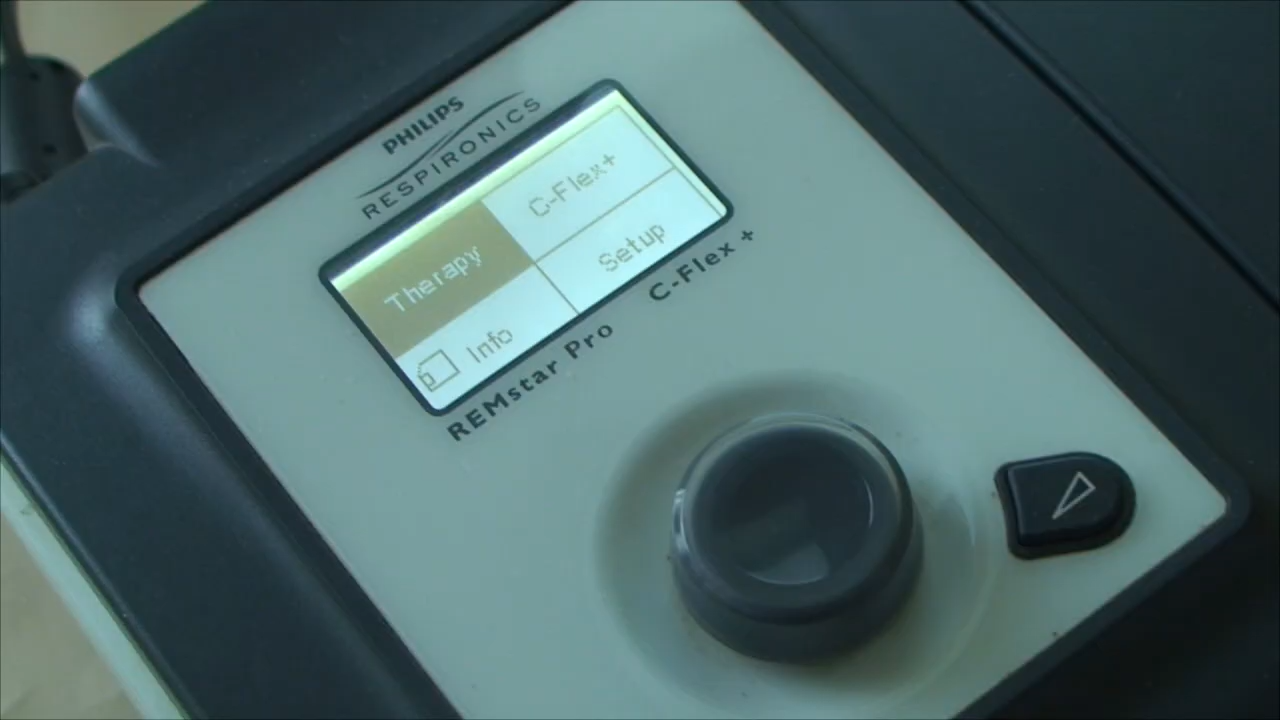 PHILIPS
RESPIRONICS
Therapy
C-Flex+
Info
Setup
REMstar Pro
C-Flex +